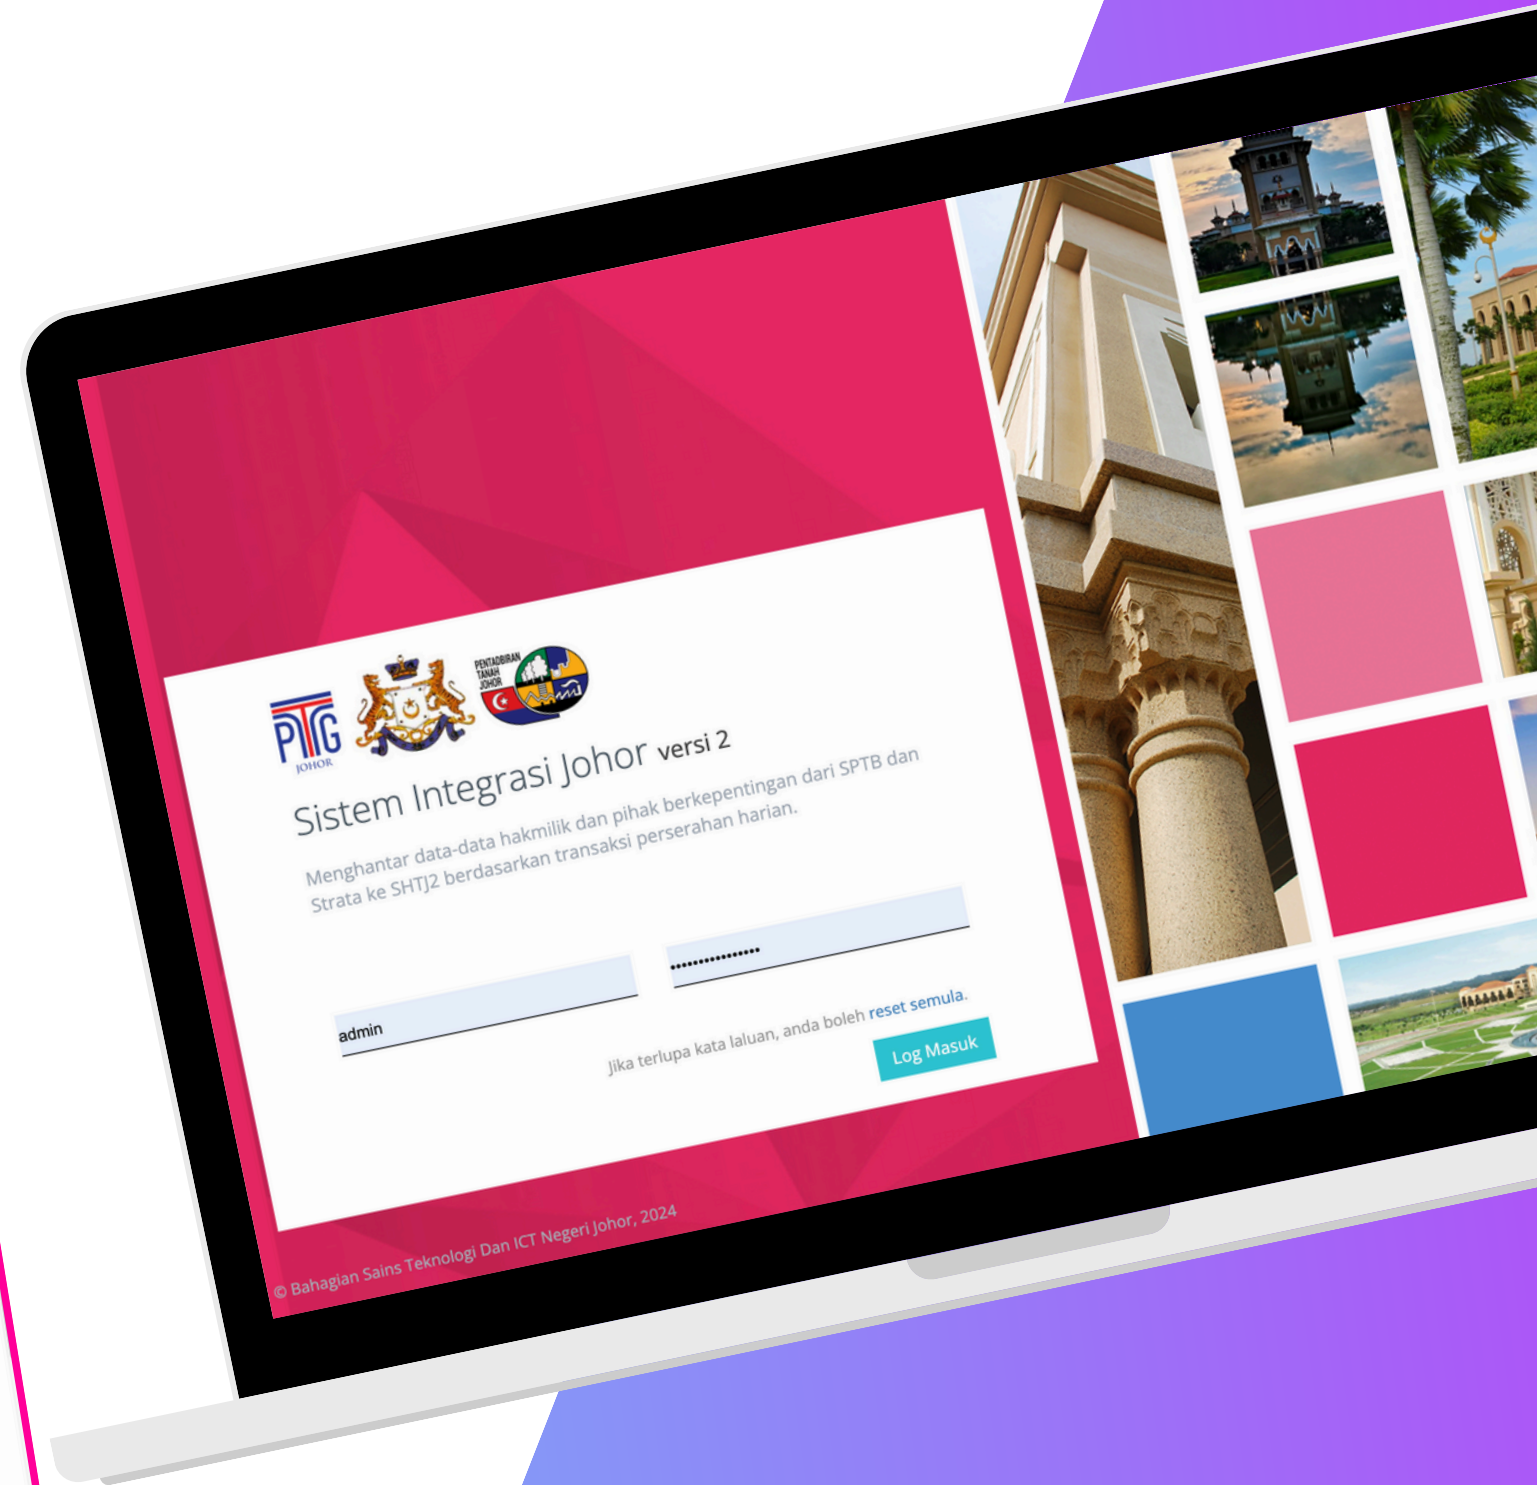 PTG
JOHOR
PENTADBIRAN
TANAH
JOHOR
Sistem Integrasi Johor versi 2
Menghantar data-data hakmilik dan pihak berkepentingan dari SPTB dan
Strata ke SHTJ2 berdasarkan transaksi perserahan harian.
admin
••••••••••••••••
Jika terlupa kata laluan, anda boleh reset semula.
Log Masuk
© Bahagian Sains Teknologi Dan ICT Negeri Johor, 2024